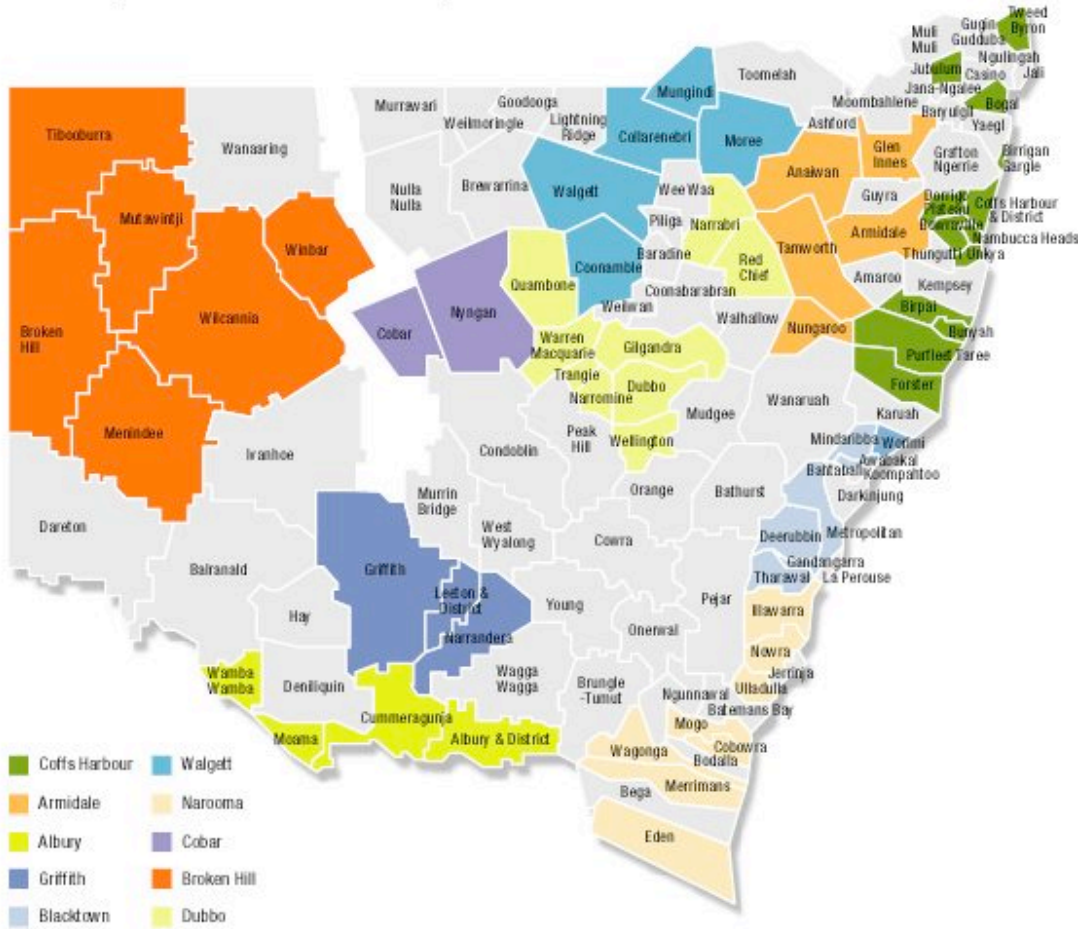 Tweed
Byron
Gugin
Gudduba
Muli
Muli
Ngulingah
Jubulum
Casino
Jali
Jana-Ngalee
Toomelah
Moombahlene
Bogal
Baryulgil
Yaegl
Ashford
Mungindi
Goodooga
Murrawari
Weilmoringle
Lightning
Ridge
Collarenebri
Moree
Glen
Innes
Grafton
Ngerrie
Birrigan
Gargle
Tibooburra
Wanaaring
Anaiwan
Nulla
Nulla
Brewarrina
Walgett
Wee Waa
Guyra
Dorrigo
Plateau
Coffs Harbour
& District
Bowraville
Nambucca Heads
Mutawintji
Piliga
Narrabri
Armidale
Thungutti
Unkya
Winbar
Baradine
Tamworth
Coonamble
Red
Chief
Amaroo
Kempsey
Quambone
Coonabarabran
Wilcannia
Nyngan
Weilwan
Walhallow
Birpai
Broken
Hill
Cobar
Nungaroo
Bunyah
Warren
Macquarie
Gilgandra
Purfleet Taree
Trangie
Dubbo
Forster
Narromine
Wanaruah
Mudgee
Karuah
Menindee
Peak
Hill
Wellington
Mindaribba
Worimi
Ivanhoe
Condoblin
Awabakal
Bahtabah
Koompahtoo
Orange
Bathurst
Darkinjung
Murrin
Bridge
Dareton
West
Wyalong
Cowra
Deerubbin
Metropolitan
Gandangarra
Balranald
Griffith
Tharawal
La Perouse
Leeton &
District
Pejar
Hay
Young
Illawarra
Narrandera
Onerwal
Nowra
Wamba
Wamba
Deniliquin
Wagga
Wagga
Brungle
-Tumut
Jerrinja
Ngunnawal
Ulladulla
Batemans Bay
Cummeragunja
Mogo
Moama
Albury & District
Wagonga
Cobowra
Bodalla
Merrimans
Bega
Eden
Coffs Harbour
Walgett
Armidale
Narooma
Albury
Cobar
Griffith
Broken Hill
Blacktown
Dubbo